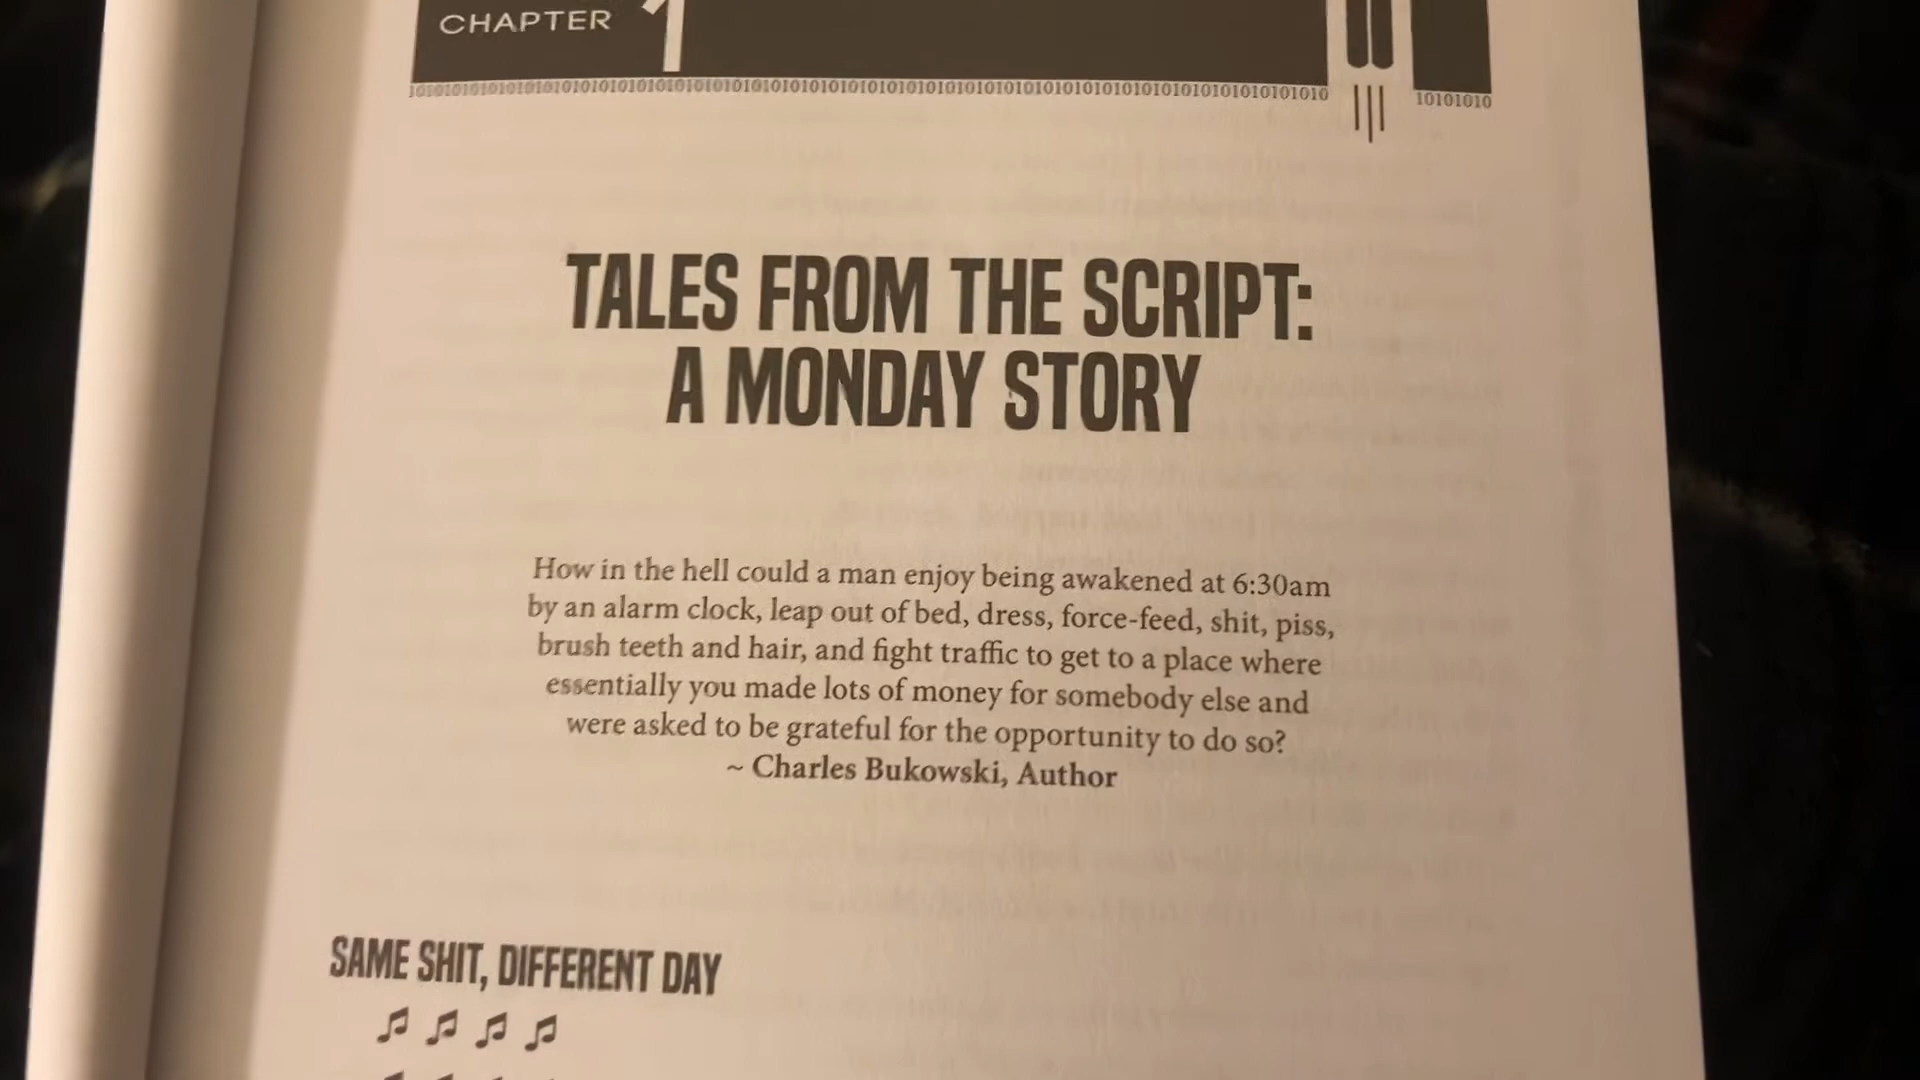 CHAPTER 1
10101010101010101010101010101010101010101010101010101010101010101010101010101010101010101010101010 10101010
TALES FROM THE SCRIPT:
A MONDAY STORY
How in the hell could a man enjoy being awakened at 6:30am
by an alarm clock, leap out of bed, dress, force-feed, shit, piss,
brush teeth and hair, and fight traffic to get to a place where
essentially you made lots of money for somebody else and
were asked to be grateful for the opportunity to do so?
~ Charles Bukowski, Author
SAME SHIT, DIFFERENT DAY